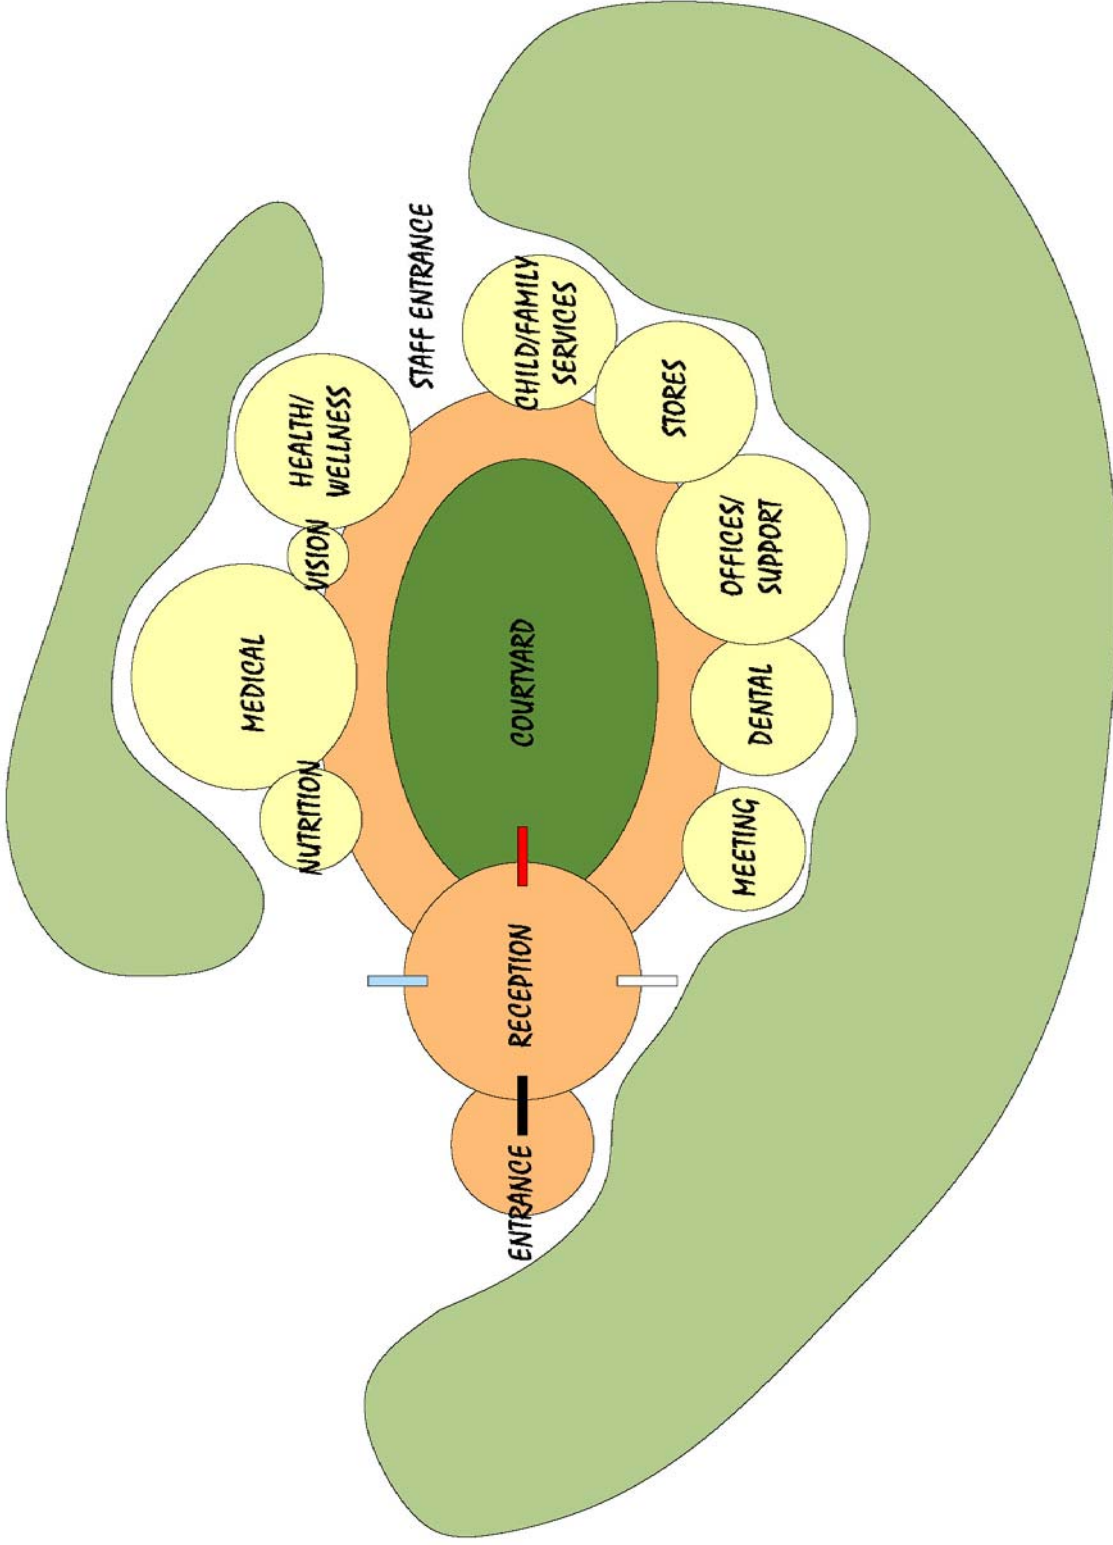 ENTRANCE
RECEPTION
COURTYARD
NUTRITION
MEDICAL
VISION
HEALTH/
WELLNESS
STAFF ENTRANCE
CHILD/FAMILY
SERVICES
STORES
OFFICES/
SUPPORT
DENTAL
MEETING